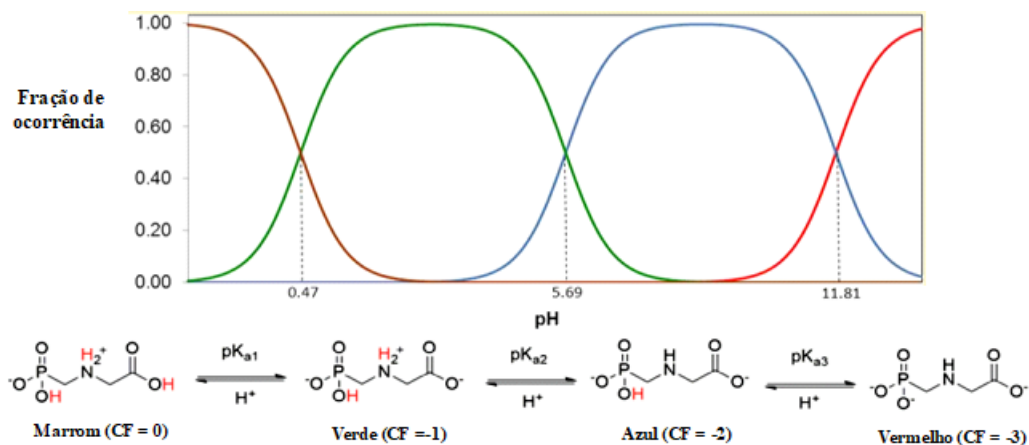 1.00
0.80
Fração de
ocorrência
0.60
0.40
0.20
0.00
0.47 5.69 11.81
pH
O H₂⁺ O
⁻O P N OH
OH
pKa1
H⁺
O H₂⁺ O
⁻O P N O⁻
OH
pKa2
H⁺
O H O
⁻O P N O⁻
OH
pKa3
H⁺
O H O
⁻O P N O⁻
O⁻
Marrom (CF = 0) Verde (CF =-1) Azul (CF = -2) Vermelho (CF = -3)